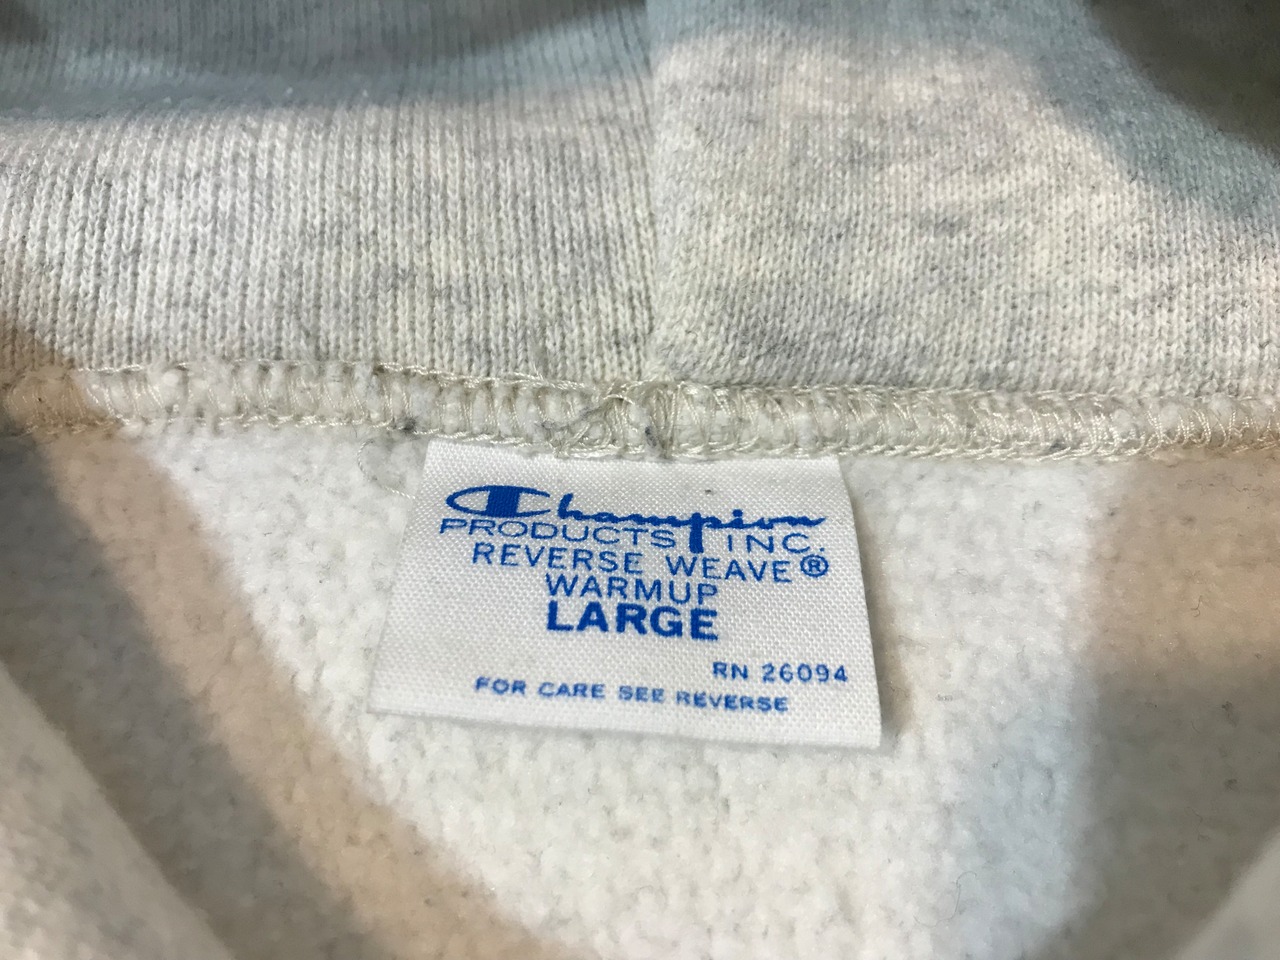 Champion
PRODUCTS INC.
REVERSE WEAVE®
WARMUP
LARGE
RN 26094
FOR CARE SEE REVERSE